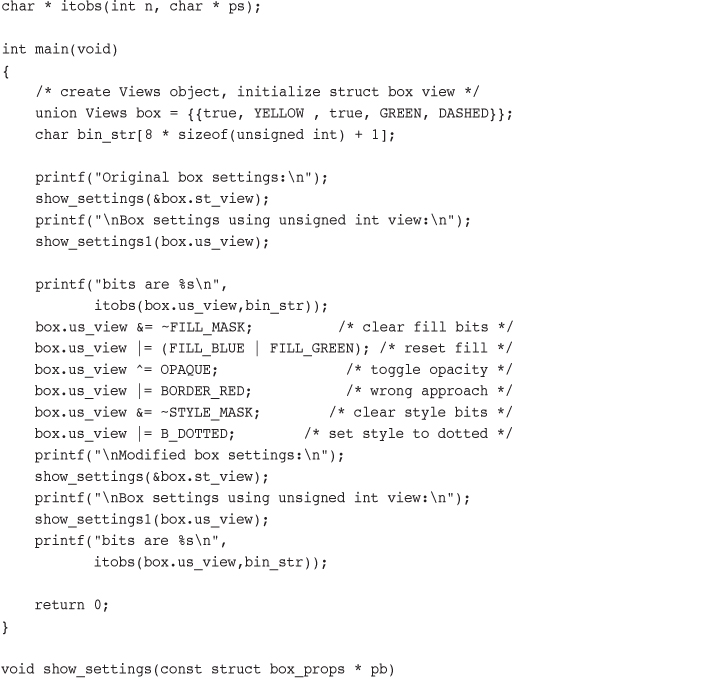 char * itobs(int n, char * ps);
int main(void)
{
/* create Views object, initialize struct box view */
union Views box = {{true, YELLOW , true, GREEN, DASHED}};
char bin_str[8 * sizeof(unsigned int) + 1];
printf("Original box settings:\n");
show_settings(&box.st_view);
printf("\nBox settings using unsigned int view:\n");
show_settings1(box.us_view);
printf("bits are %s\n",
itobs(box.us_view,bin_str));
box.us_view &= ~FILL_MASK; /* clear fill bits */
box.us_view |= (FILL_BLUE | FILL_GREEN); /* reset fill */
box.us_view ^= OPAQUE; /* toggle opacity */
box.us_view |= BORDER_RED; /* wrong approach */
box.us_view &= ~STYLE_MASK; /* clear style bits */
box.us_view |= B_DOTTED; /* set style to dotted */
printf("\nModified box settings:\n");
show_settings(&box.st_view);
printf("\nBox settings using unsigned int view:\n");
show_settings1(box.us_view);
printf("bits are %s\n",
itobs(box.us_view,bin_str));
return 0;
}
void show_settings(const struct box_props * pb)